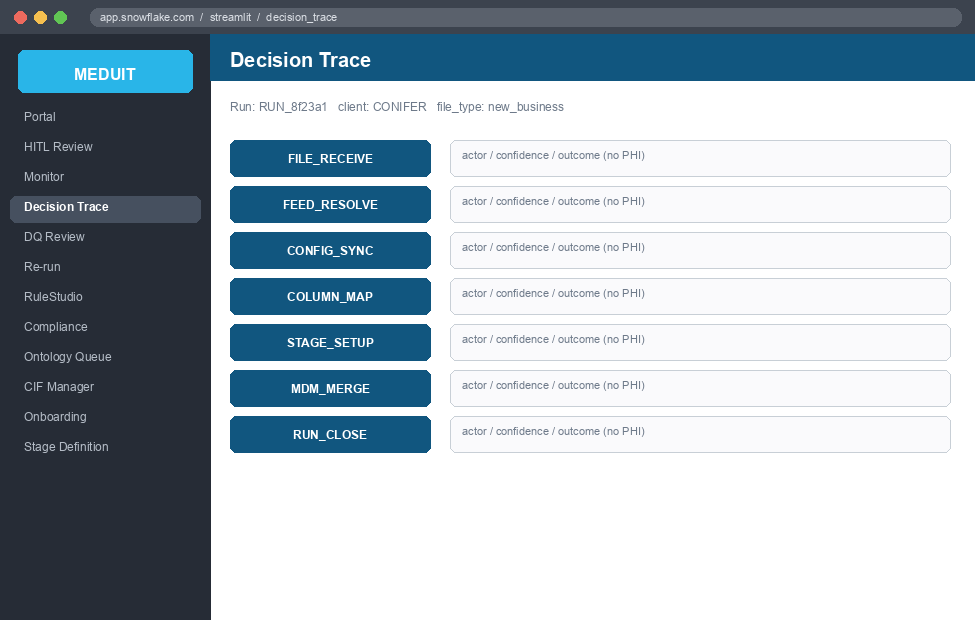 app.snowflake.com / streamlit / decision_trace
MEDUIT
Portal
HITL Review
Monitor
Decision Trace
DQ Review
Re-run
RuleStudio
Compliance
Ontology Queue
CIF Manager
Onboarding
Stage Definition
Decision Trace
Run: RUN_8f23a1 client: CONIFER file_type: new_business
FILE_RECEIVE actor / confidence / outcome (no PHI)
FEED_RESOLVE actor / confidence / outcome (no PHI)
CONFIG_SYNC actor / confidence / outcome (no PHI)
COLUMN_MAP actor / confidence / outcome (no PHI)
STAGE_SETUP actor / confidence / outcome (no PHI)
MDM_MERGE actor / confidence / outcome (no PHI)
RUN_CLOSE actor / confidence / outcome (no PHI)